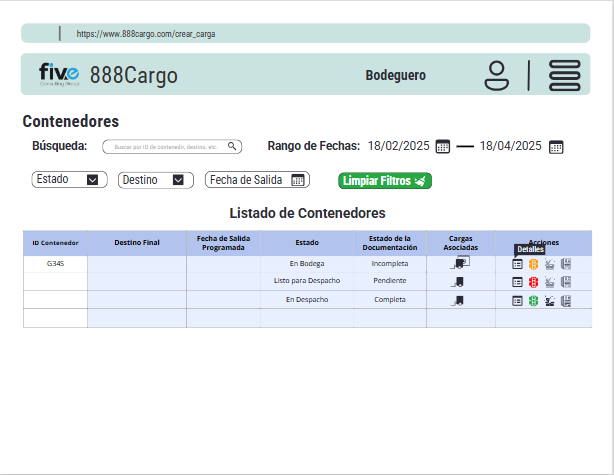 https://www.888cargo.com/crear_carga
five
Consulting Group
888Cargo
Bodeguero
Contenedores
Búsqueda:
Buscar por ID de contenedor, destino, etc.
Rango de Fechas: 18/02/2025 — 18/04/2025
Estado
Destino
Fecha de Salida
Limpiar Filtros
Listado de Contenedores
ID Contenedor
Destino Final
Fecha de Salida
Programada
Estado
Estado de la
Documentación
Cargas
Asociadas
Acciones
Detalles
G34S
En Bodega
Incompleta
Listo para Despacho
Pendiente
En Despacho
Completa